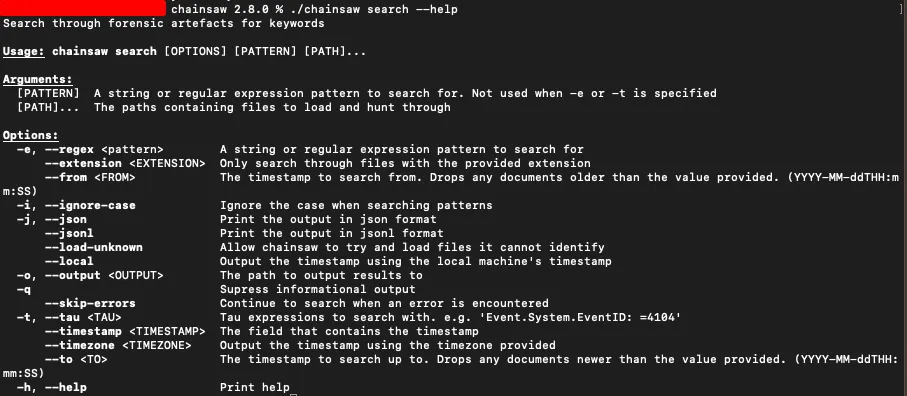 chainsaw 2.8.0 % ./chainsaw search --help ]
Search through forensic artefacts for keywords
Usage: chainsaw search [OPTIONS] [PATTERN] [PATH]...
Arguments:
[PATTERN]  A string or regular expression pattern to search for. Not used when -e or -t is specified
[PATH]...  The paths containing files to load and hunt through
Options:
-e, --regex <pattern>        A string or regular expression pattern to search for
--extension <EXTENSION>  Only search through files with the provided extension
--from <FROM>            The timestamp to search from. Drops any documents older than the value provided. (YYYY-MM-ddTHH:m
m:SS)
-i, --ignore-case            Ignore the case when searching patterns
-j, --json                   Print the output in json format
--jsonl                  Print the output in jsonl format
--load-unknown           Allow chainsaw to try and load files it cannot identify
--local                  Output the timestamp using the local machine's timestamp
-o, --output <OUTPUT>        The path to output results to
-q                           Supress informational output
--skip-errors            Continue to search when an error is encountered
-t, --tau <TAU>              Tau expressions to search with. e.g. 'Event.System.EventID: =4104'
--timestamp <TIMESTAMP>  The field that contains the timestamp
--timezone <TIMEZONE>    Output the timestamp using the timezone provided
--to <TO>                The timestamp to search up to. Drops any documents newer than the value provided. (YYYY-MM-ddTHH:
mm:SS)
-h, --help                   Print help